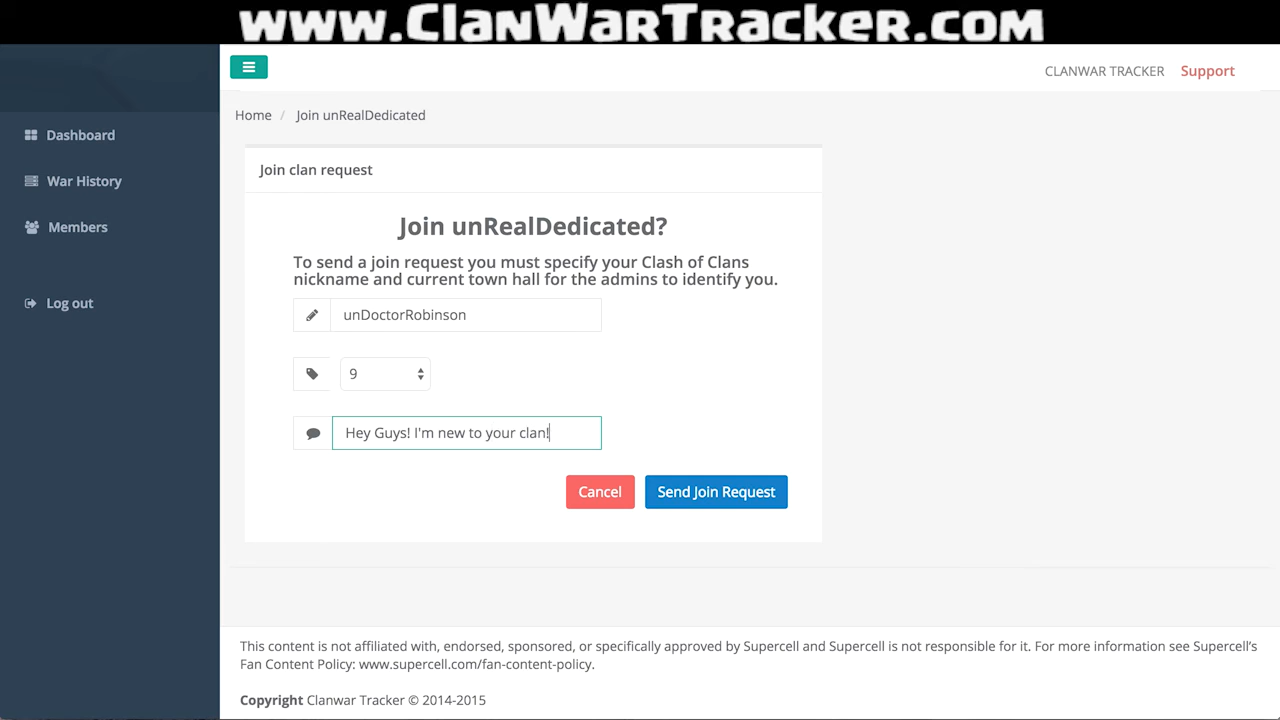 www.ClanWarTracker.com
CLANWAR TRACKER Support
Dashboard
War History
Members
Log out
Home / Join unRealDedicated
Join clan request
Join unRealDedicated?
To send a join request you must specify your Clash of Clans
nickname and current town hall for the admins to identify you.
unDoctorRobinson
9
Hey Guys! I'm new to your clan!
Cancel Send Join Request
This content is not affiliated with, endorsed, sponsored, or specifically approved by Supercell and Supercell is not responsible for it. For more information see Supercell's
Fan Content Policy: www.supercell.com/fan-content-policy.
Copyright Clanwar Tracker © 2014-2015